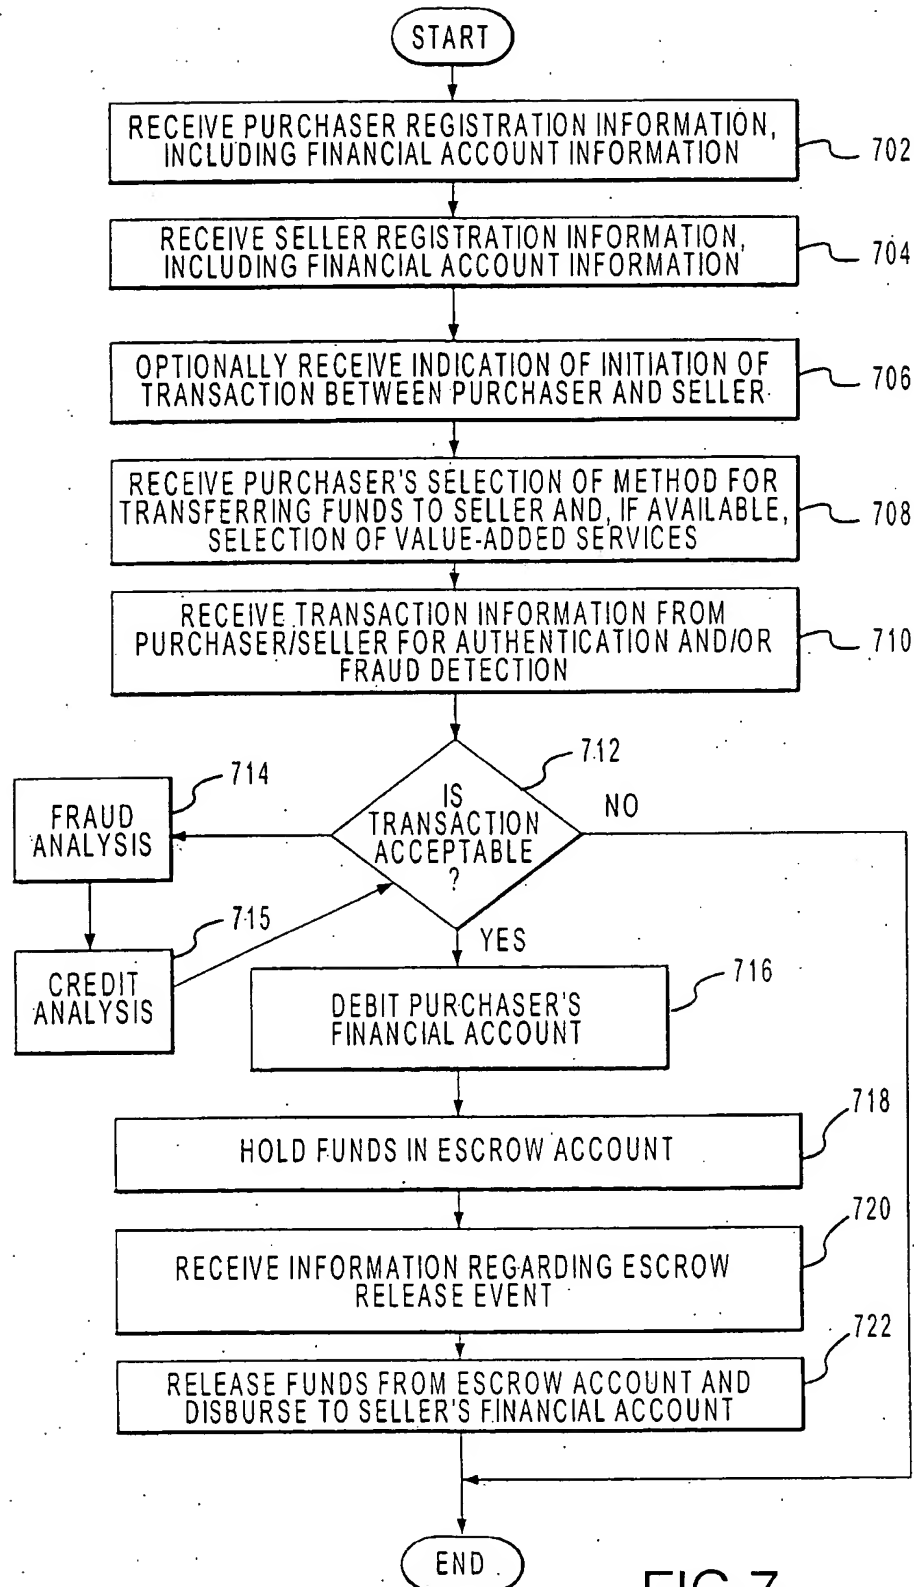 START
RECEIVE PURCHASER REGISTRATION INFORMATION,
INCLUDING FINANCIAL ACCOUNT INFORMATION
702
RECEIVE SELLER REGISTRATION INFORMATION,
INCLUDING FINANCIAL ACCOUNT INFORMATION
704
OPTIONALLY RECEIVE INDICATION OF INITIATION OF
TRANSACTION BETWEEN PURCHASER AND SELLER
706
RECEIVE PURCHASER'S SELECTION OF METHOD FOR
TRANSFERRING FUNDS TO SELLER AND, IF AVAILABLE,
SELECTION OF VALUE-ADDED SERVICES
708
RECEIVE TRANSACTION INFORMATION FROM
PURCHASER/SELLER FOR AUTHENTICATION AND/OR
FRAUD DETECTION
710
712
IS
TRANSACTION
ACCEPTABLE
?
NO
714
FRAUD
ANALYSIS
715
CREDIT
ANALYSIS
YES
716
DEBIT PURCHASER'S
FINANCIAL ACCOUNT
718
HOLD FUNDS IN ESCROW ACCOUNT
720
RECEIVE INFORMATION REGARDING ESCROW
RELEASE EVENT
722
RELEASE FUNDS FROM ESCROW ACCOUNT AND
DISBURSE TO SELLER'S FINANCIAL ACCOUNT
END
FIG.7